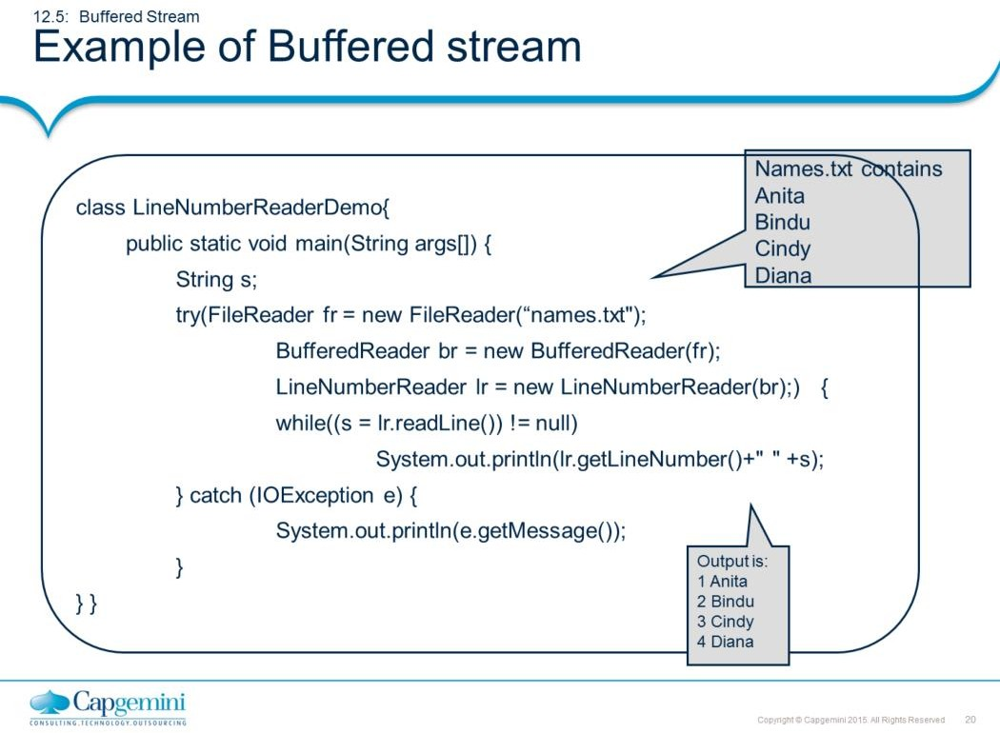 12.5:  Buffered Stream
Example of Buffered stream
Names.txt contains
Anita
Bindu
Cindy
Diana
class LineNumberReaderDemo{
public static void main(String args[]) {
String s;
try(FileReader fr = new FileReader(“names.txt");
BufferedReader br = new BufferedReader(fr);
LineNumberReader lr = new LineNumberReader(br);)   {
while((s = lr.readLine()) != null)
System.out.println(lr.getLineNumber()+" " +s);
} catch (IOException e) {
System.out.println(e.getMessage());
}
} }
Output is:
1 Anita
2 Bindu
3 Cindy
4 Diana
Capgemini
CONSULTING.TECHNOLOGY.OUTSOURCING
Copyright © Capgemini 2015. All Rights Reserved
20